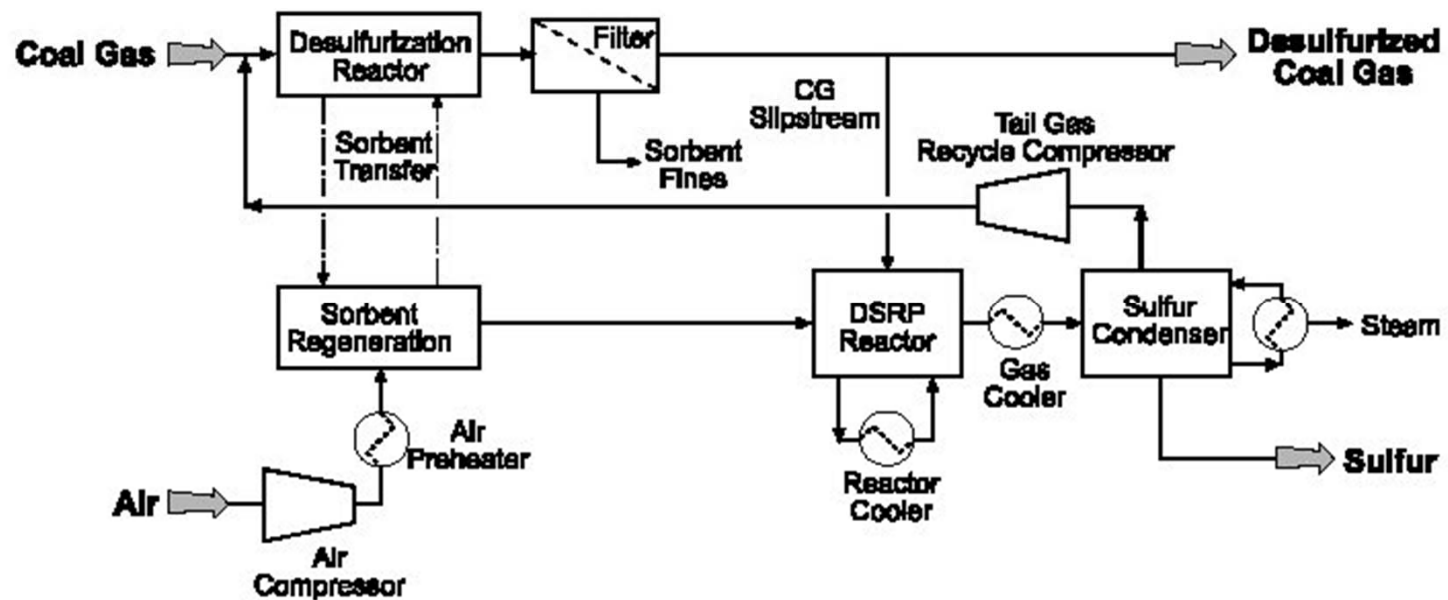 Coal Gas
Desulfurization
Reactor
Filter
Desulfurized
Coal Gas
CG
Slipstream
Tail Gas
Recycle Compressor
Sorbent
Transfer
Sorbent
Fines
Sorbent
Regeneration
DSRP
Reactor
Gas
Cooler
Sulfur
Condenser
Steam
Air
Preheater
Reactor
Cooler
Sulfur
Air
Air
Compressor